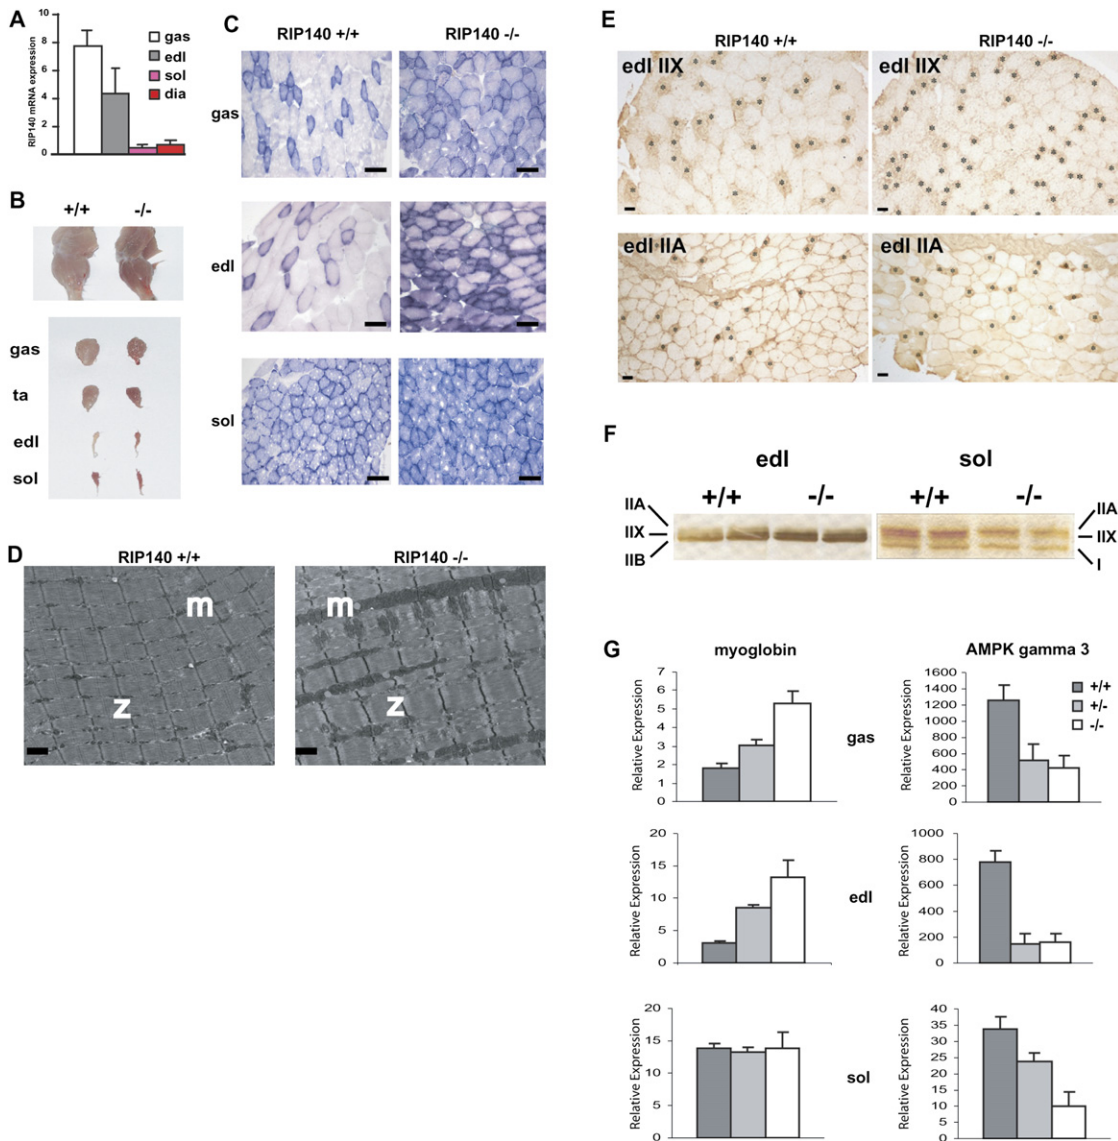 A
RIP140 mRNA expression
10
8
6
4
2
0
gas
edl
sol
dia
B
+/+ -/-
gas
ta
edl
sol
C
RIP140 +/+ RIP140 -/-
gas
edl
sol
D
RIP140 +/+ RIP140 -/-
m
z
m
z
E
RIP140 +/+ RIP140 -/-
edl IIX
edl IIX
edl IIA
edl IIA
F
edl sol
+/+ -/- +/+ -/-
IIA
IIX
IIB
IIA
IIX
I
G
myoglobin AMPK gamma 3
Relative Expression
7
6
5
4
3
2
1
0
gas
Relative Expression
1600
1400
1200
1000
800
600
400
200
0
+/+
+/-
-/-
Relative Expression
20
15
10
5
0
edl
Relative Expression
1000
800
600
400
200
0
Relative Expression
20
15
10
5
0
sol
Relative Expression
40
35
30
25
20
15
10
5
0